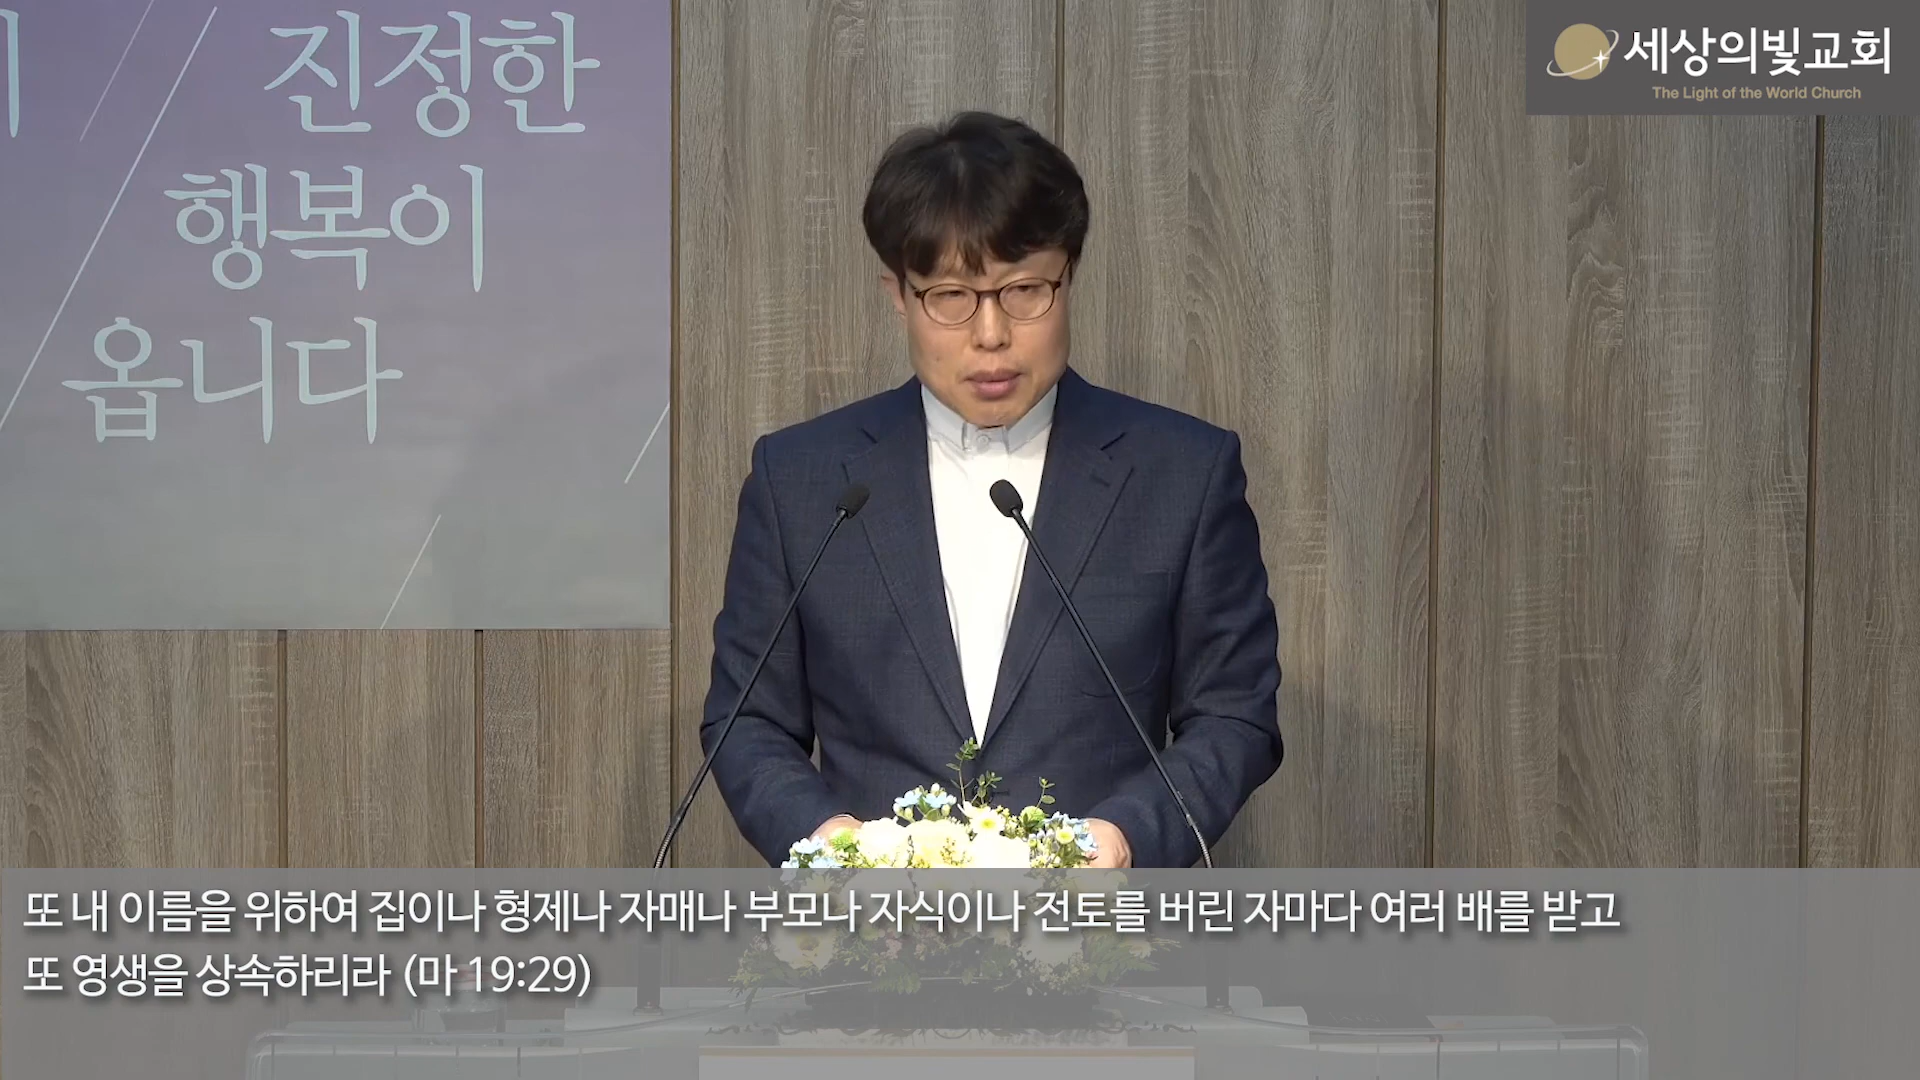 진정한
행복이
옵니다
세상의빛교회
The Light of the World Church
또 내 이름을 위하여 집이나 형제나 자매나 부모나 자식이나 전토를 버린 자마다 여러 배를 받고
또 영생을 상속하리라 (마 19:29)